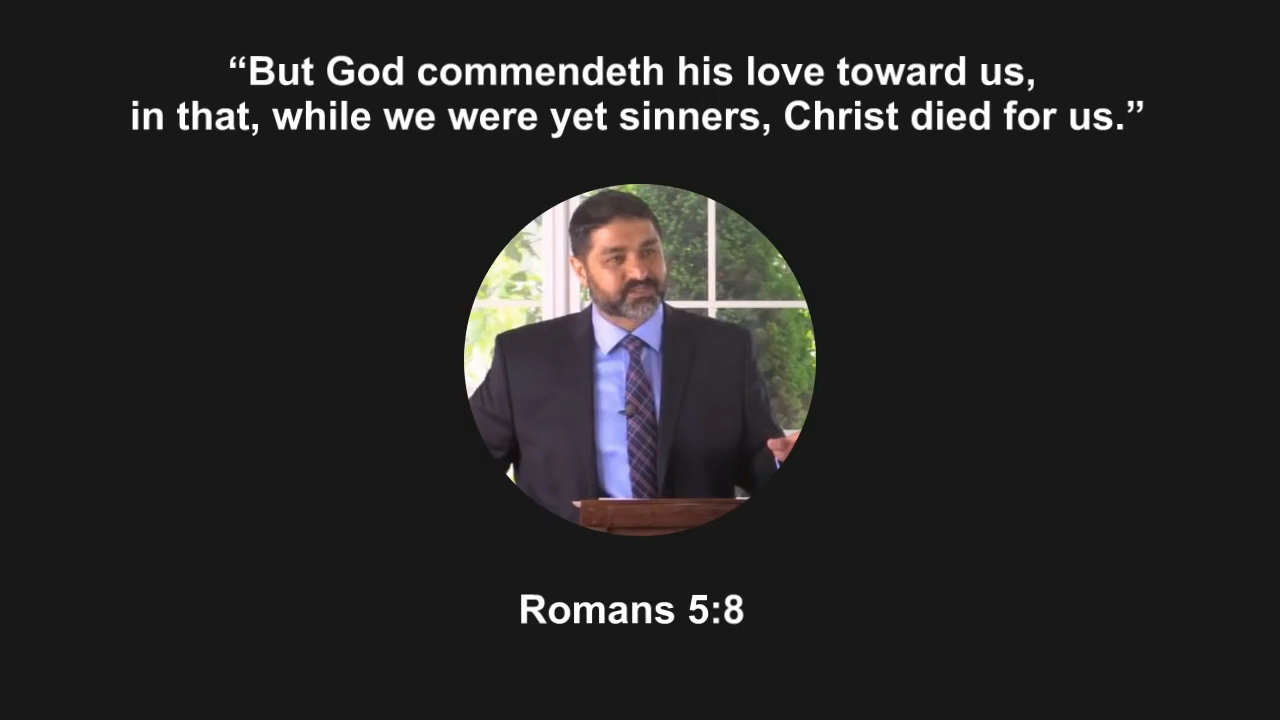 “But God commendeth his love toward us,
in that, while we were yet sinners, Christ died for us.”
Romans 5:8